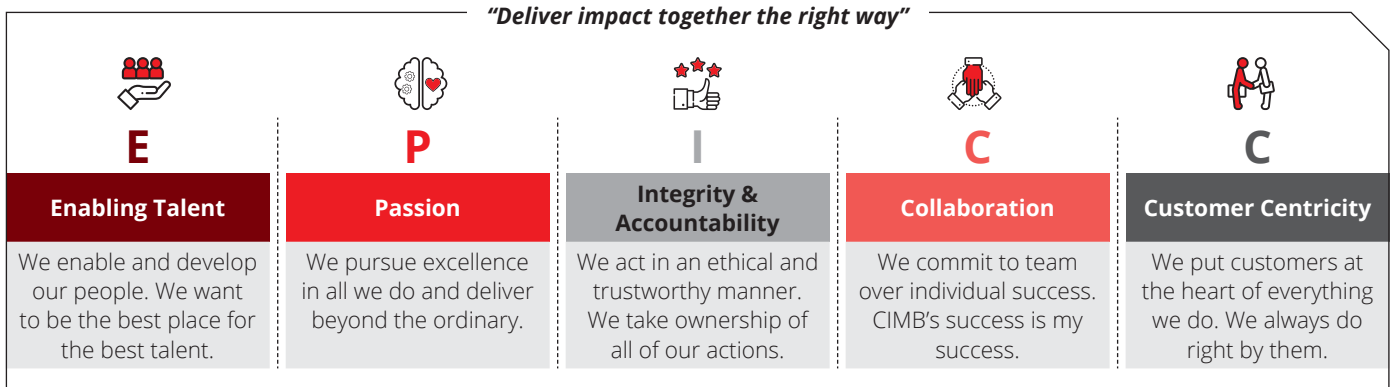 “Deliver impact together the right way”
E
Enabling Talent
We enable and develop
our people. We want
to be the best place for
the best talent.
P
Passion
We pursue excellence
in all we do and deliver
beyond the ordinary.
I
Integrity &
Accountability
We act in an ethical and
trustworthy manner.
We take ownership of
all of our actions.
C
Collaboration
We commit to team
over individual success.
CIMB’s success is my
success.
C
Customer Centricity
We put customers at
the heart of everything
we do. We always do
right by them.